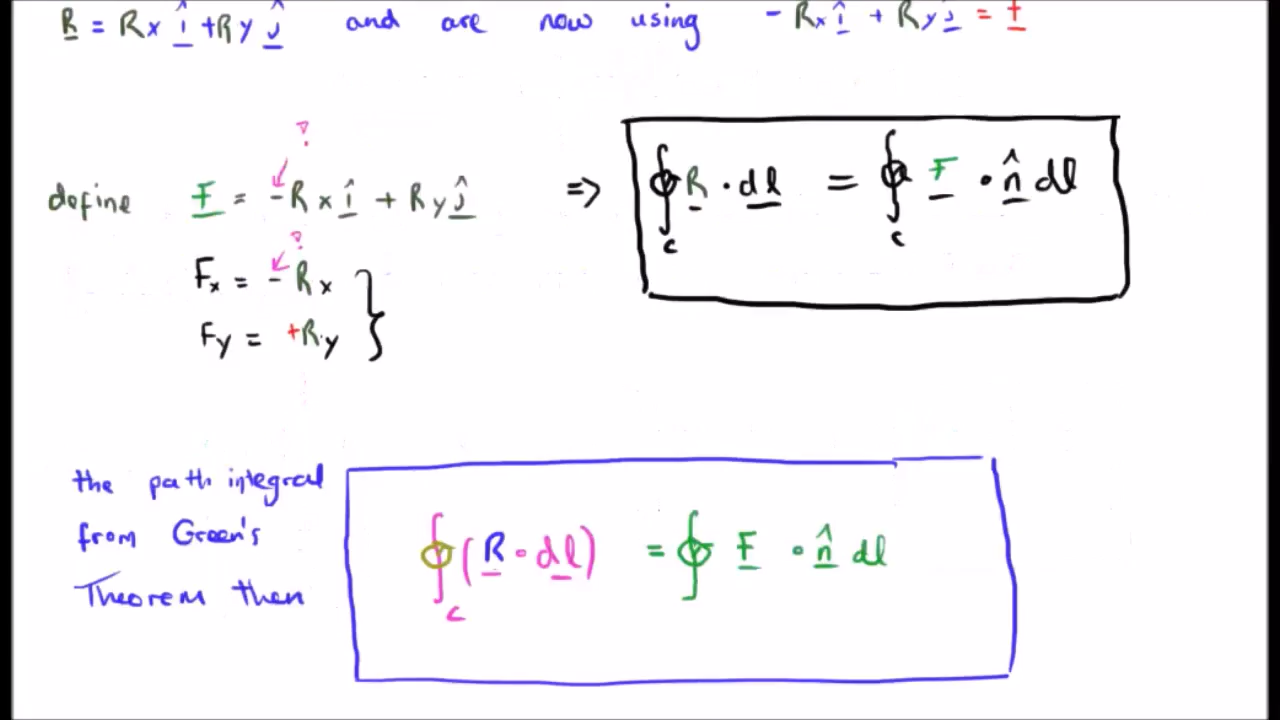 R = Rx î + Ry ĵ and are now using - Rx î + Ry ĵ = ±
?
define F = -Rx î + Ry ĵ => ∮c R · dl = ∮c F · n̂ dl
?
Fx = -Rx
Fy = +Ry
the path integral
from Green's
Theorem then
∮c (R · dl) = ∮ F · n̂ dl